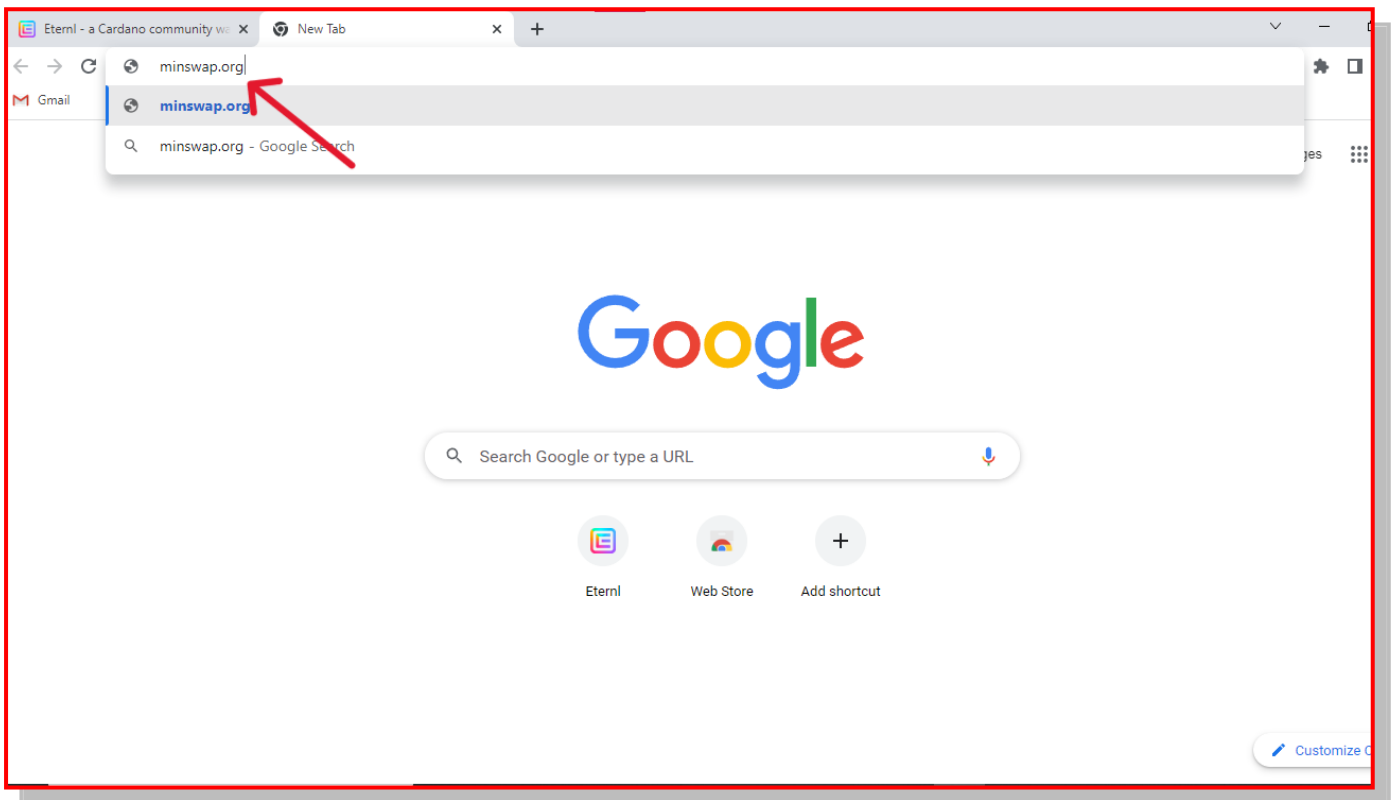 Eternl - a Cardano community wa
New Tab
minswap.org
Gmail
minswap.org
minswap.org - Google Search
ges
Google
Search Google or type a URL
Eternl
Web Store
Add shortcut
Customize C